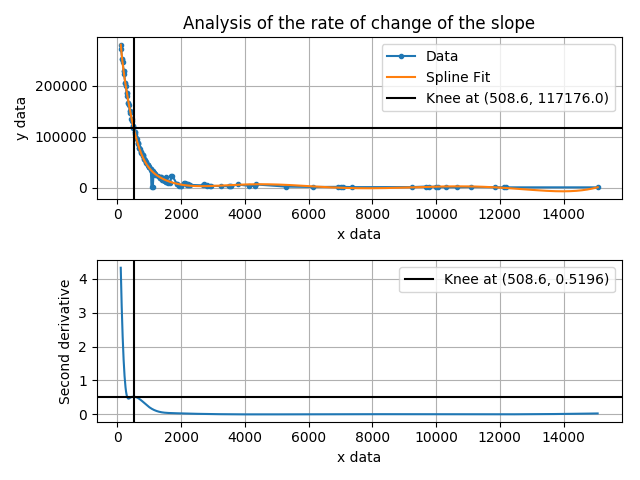 Analysis of the rate of change of the slope
Data
Spline Fit
Knee at (508.6, 117176.0)
200000
100000
0
y data
0 2000 4000 6000 8000 10000 12000 14000
x data
Knee at (508.6, 0.5196)
4
3
2
1
0
Second derivative
0 2000 4000 6000 8000 10000 12000 14000
x data